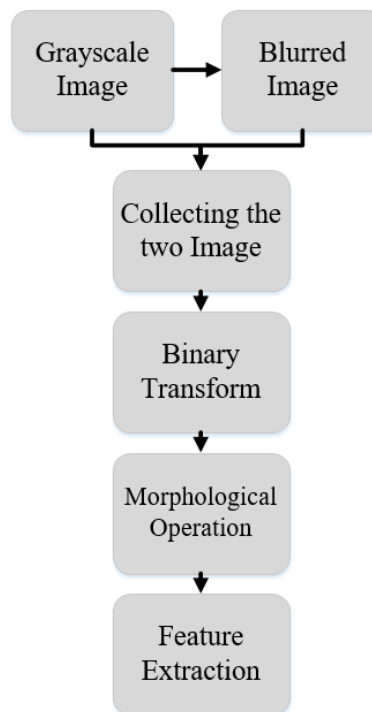 Grayscale
Image
Blurred
Image
Collecting the
two Image
Binary
Transform
Morphological
Operation
Feature
Extraction